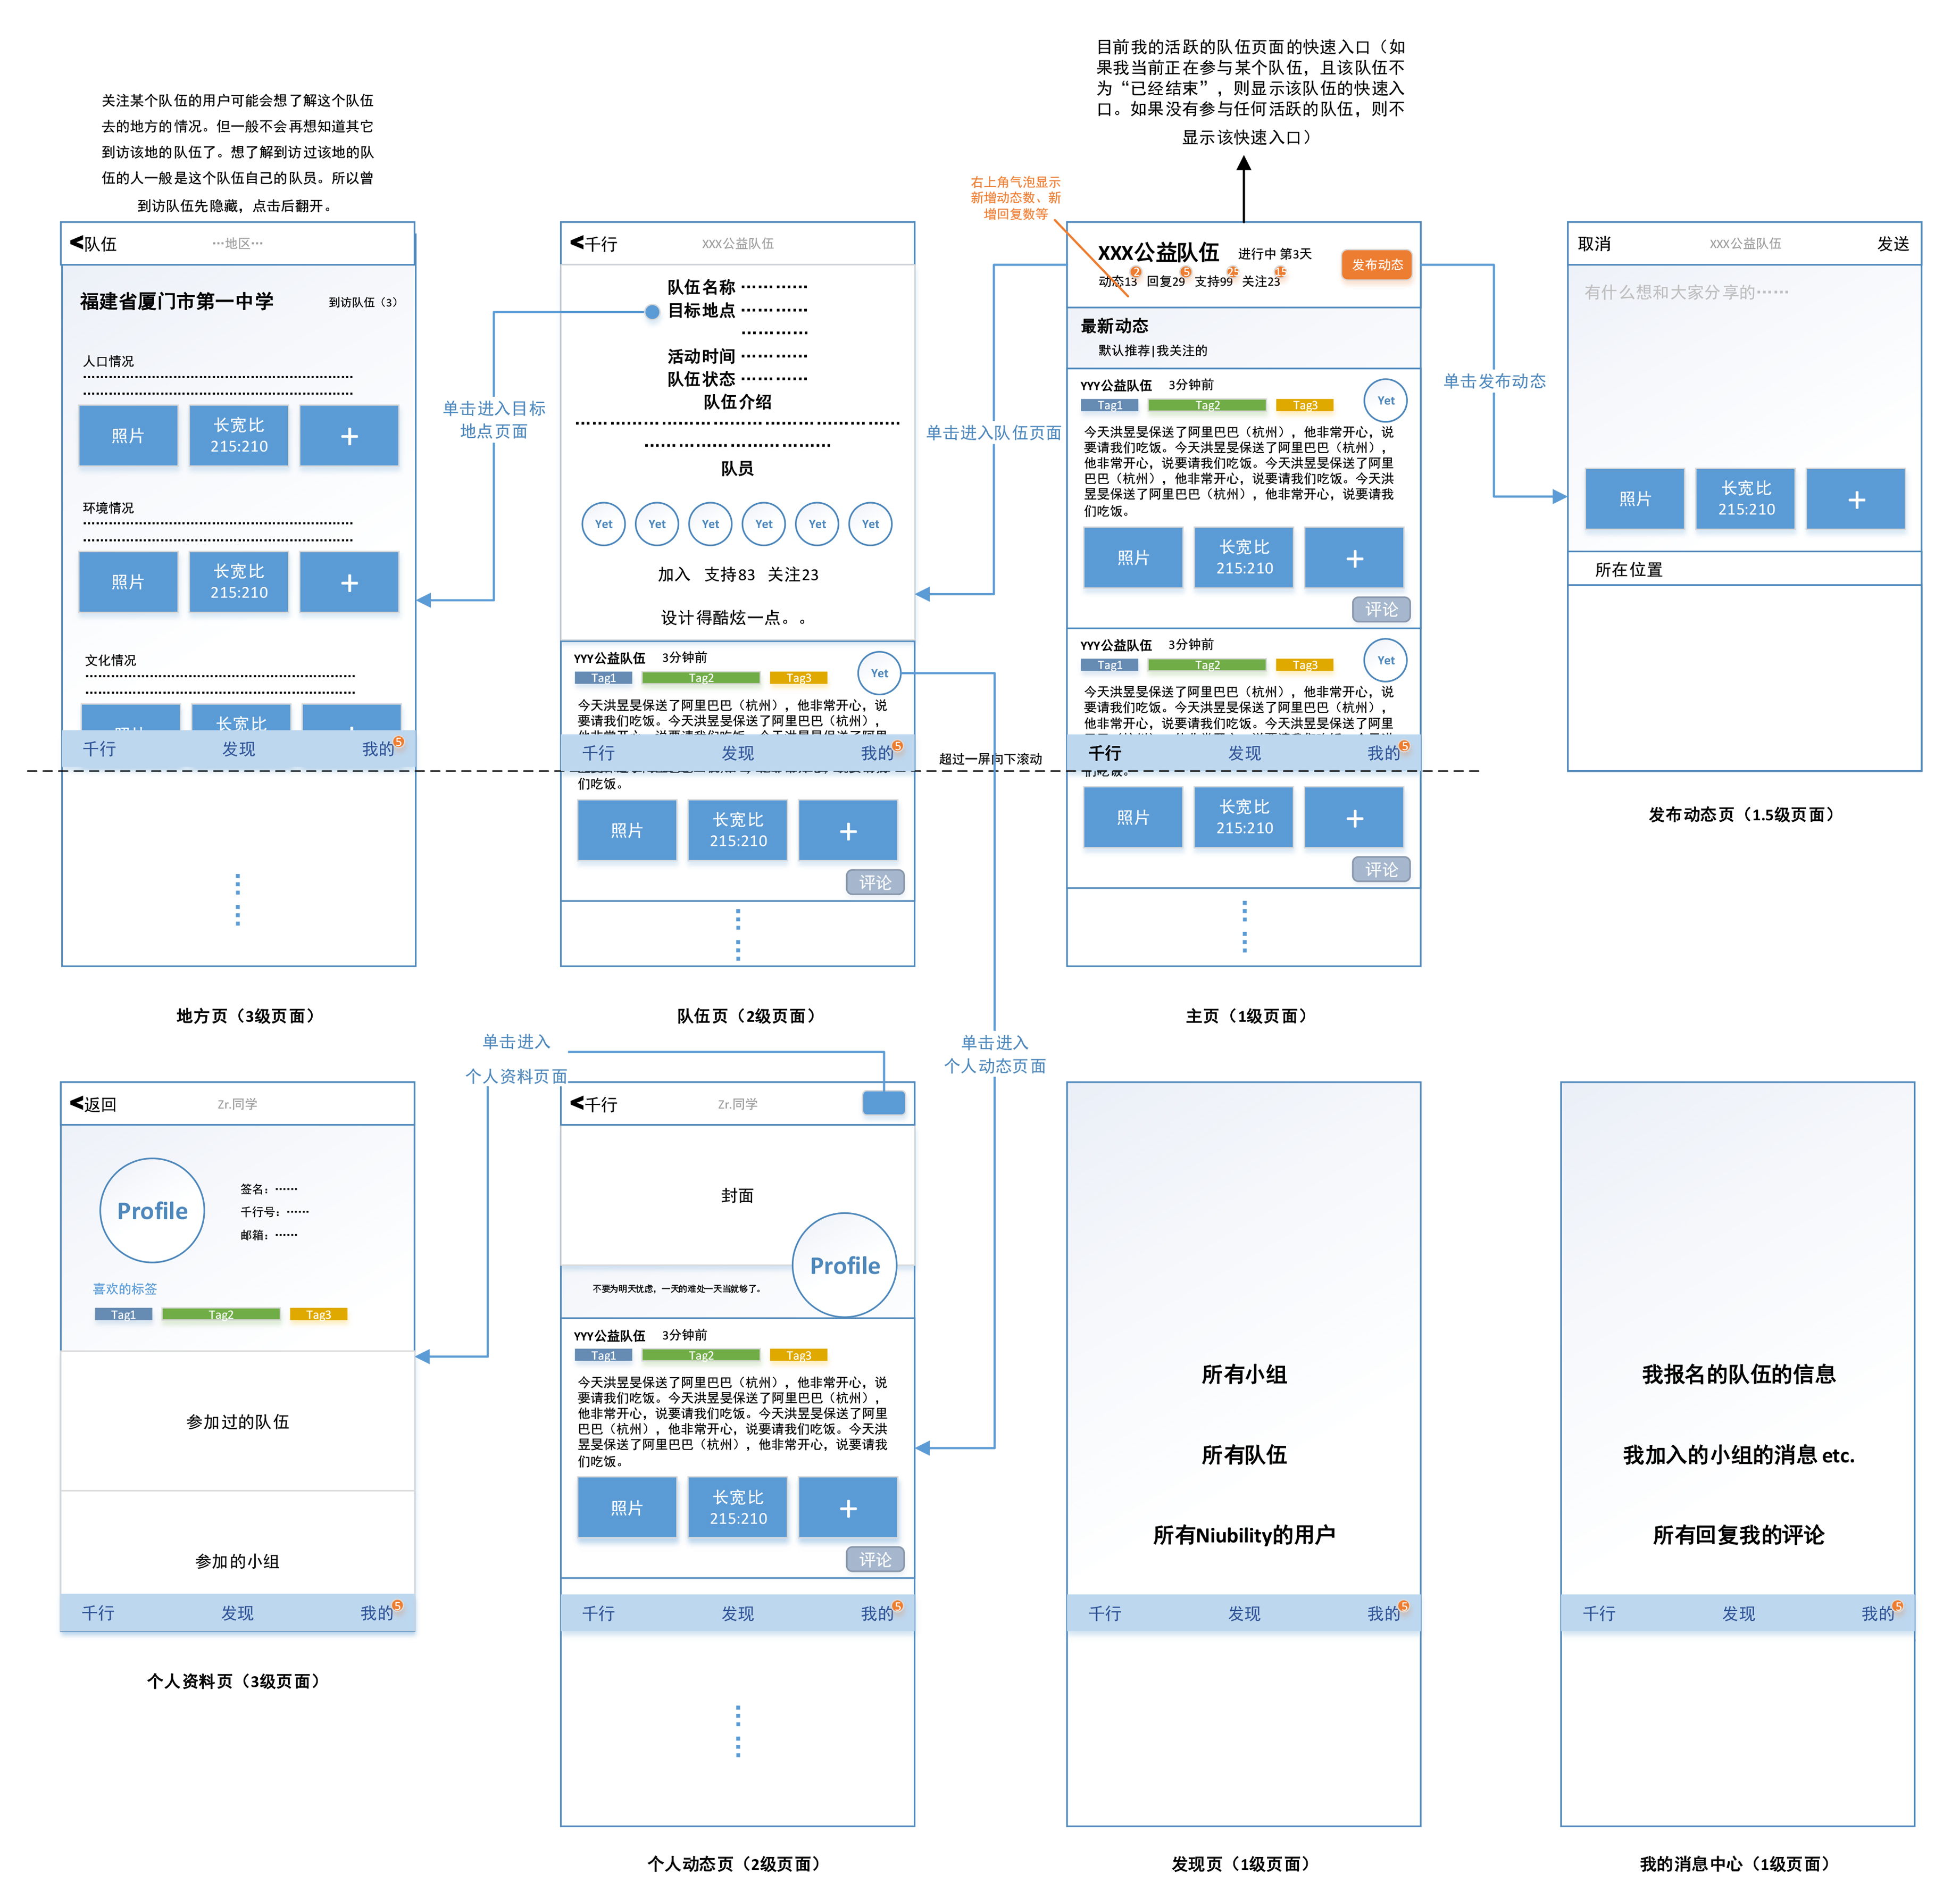 目前我的活跃的队伍页面的快速入口（如
果我当前正在参与某个队伍，且该队伍不
为“已经结束”，则显示该队伍的快速入
口。如果没有参与任何活跃的队伍，则不
显示该快速入口）
关注某个队伍的用户可能会想了解这个队伍
去的地方的情况。但一般不会再想知道其它
到访该地的队伍了。想了解到访过该地的队
伍的人一般是这个队伍自己的队员。所以曾
到访队伍先隐藏，点击后翻开。
右上角气泡显示
新增动态数、新
增回复数等
<队伍
…地区…
福建省厦门市第一中学
到访队伍（3）
人口情况
照片
长宽比
215:210
+
环境情况
照片
长宽比
215:210
+
文化情况
长宽比
千行
发现
我的
5
地方页（3级页面）
单击进入目标
地点页面
<千行
XXX公益队伍
队伍名称 …………
目标地点 …………
…………
活动时间 …………
队伍状态 …………
队伍介绍
队员
Yet
Yet
Yet
Yet
Yet
Yet
加入 支持83 关注23
设计得酷炫一点。。
YYY公益队伍 3分钟前
Yet
Tag1
Tag2
Tag3
今天洪昱旻保送了阿里巴巴（杭州），他非常开心，说
要请我们吃饭。今天洪昱旻保送了阿里巴巴（杭州），
千行
发现
我的
5
们吃饭。
照片
长宽比
215:210
+
评论
队伍页（2级页面）
单击进入队伍页面
超过一屏向下滚动
XXX公益队伍 进行中 第3天
发布动态
2
5
25
15
动态13 回复29 支持99 关注23
最新动态
默认推荐|我关注的
YYY公益队伍 3分钟前
Yet
Tag1
Tag2
Tag3
今天洪昱旻保送了阿里巴巴（杭州），他非常开心，说
要请我们吃饭。今天洪昱旻保送了阿里巴巴（杭州），
他非常开心，说要请我们吃饭。今天洪昱旻保送了阿里
巴巴（杭州），他非常开心，说要请我们吃饭。今天洪
昱旻保送了阿里巴巴（杭州），他非常开心，说要请我
们吃饭。
照片
长宽比
215:210
+
评论
YYY公益队伍 3分钟前
Yet
Tag1
Tag2
Tag3
今天洪昱旻保送了阿里巴巴（杭州），他非常开心，说
要请我们吃饭。今天洪昱旻保送了阿里巴巴（杭州），
他非常开心，说要请我们吃饭。今天洪昱旻保送了阿里
千行
发现
我的
5
们吃饭。
照片
长宽比
215:210
+
评论
主页（1级页面）
单击发布动态
取消
XXX公益队伍
发送
有什么想和大家分享的……
照片
长宽比
215:210
+
所在位置
发布动态页（1.5级页面）
单击进入
个人资料页面
单击进入
个人动态页面
<返回
Zr.同学
Profile
签名：……
千行号：……
邮箱：……
喜欢的标签
Tag1
Tag2
Tag3
参加过的队伍
参加的小组
千行
发现
我的
5
个人资料页（3级页面）
<千行
Zr.同学
封面
Profile
不要为明天忧虑，一天的难处一天当就够了。
YYY公益队伍 3分钟前
Tag1
Tag2
Tag3
今天洪昱旻保送了阿里巴巴（杭州），他非常开心，说
要请我们吃饭。今天洪昱旻保送了阿里巴巴（杭州），
他非常开心，说要请我们吃饭。今天洪昱旻保送了阿里
巴巴（杭州），他非常开心，说要请我们吃饭。今天洪
昱旻保送了阿里巴巴（杭州），他非常开心，说要请我
们吃饭。
照片
长宽比
215:210
+
评论
千行
发现
我的
5
个人动态页（2级页面）
所有小组
所有队伍
所有Niubility的用户
千行
发现
我的
5
发现页（1级页面）
我报名的队伍的信息
我加入的小组的消息 etc.
所有回复我的评论
千行
发现
我的
5
我的消息中心（1级页面）